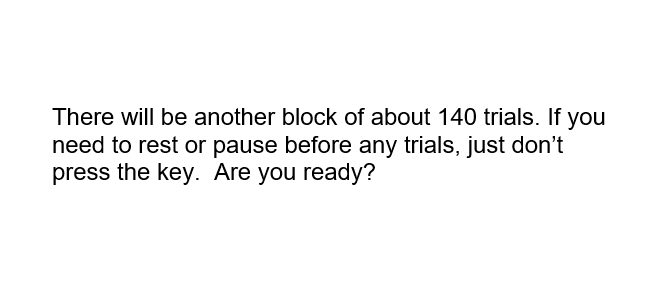 There will be another block of about 140 trials. If you
need to rest or pause before any trials, just don’t
press the key.  Are you ready?